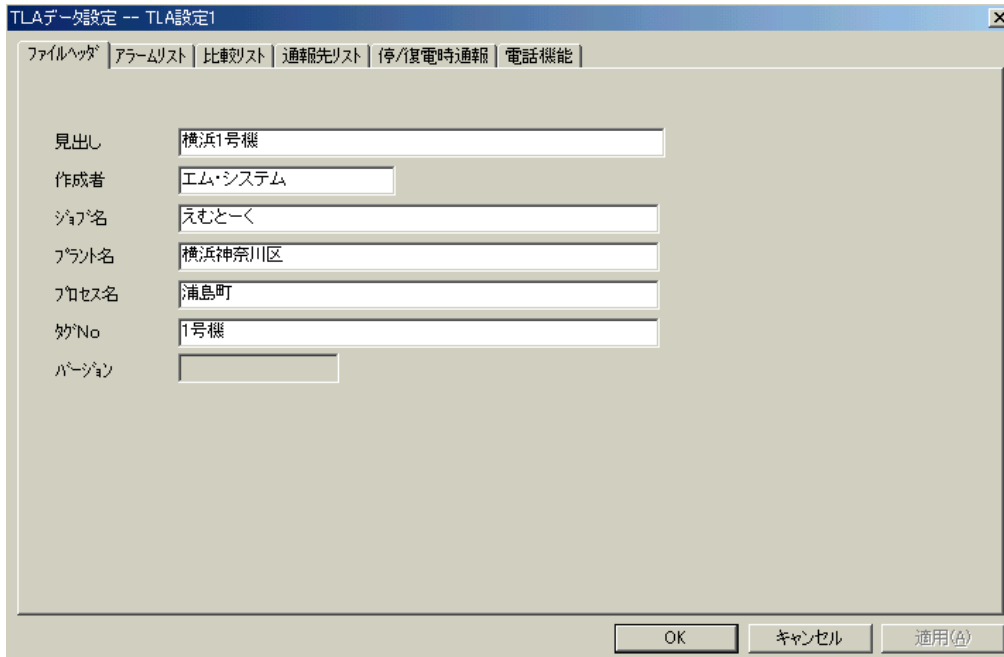 TLAデータ設定 -- TLA設定1
ﾌｧｲﾙﾍｯﾀﾞ アラームリスト 比較リスト 通報先リスト 停/復電時通報 電話機能
見出し 横浜1号機
作成者 エム・システム
ｼﾞｮﾌﾞ名 えむとーく
ﾌﾟﾗﾝﾄ名 横浜神奈川区
ﾌﾟﾛｾｽ名 浦島町
ﾀｸﾞNo 1号機
ﾊﾞｰｼﾞｮﾝ
OK キャンセル 適用(A)